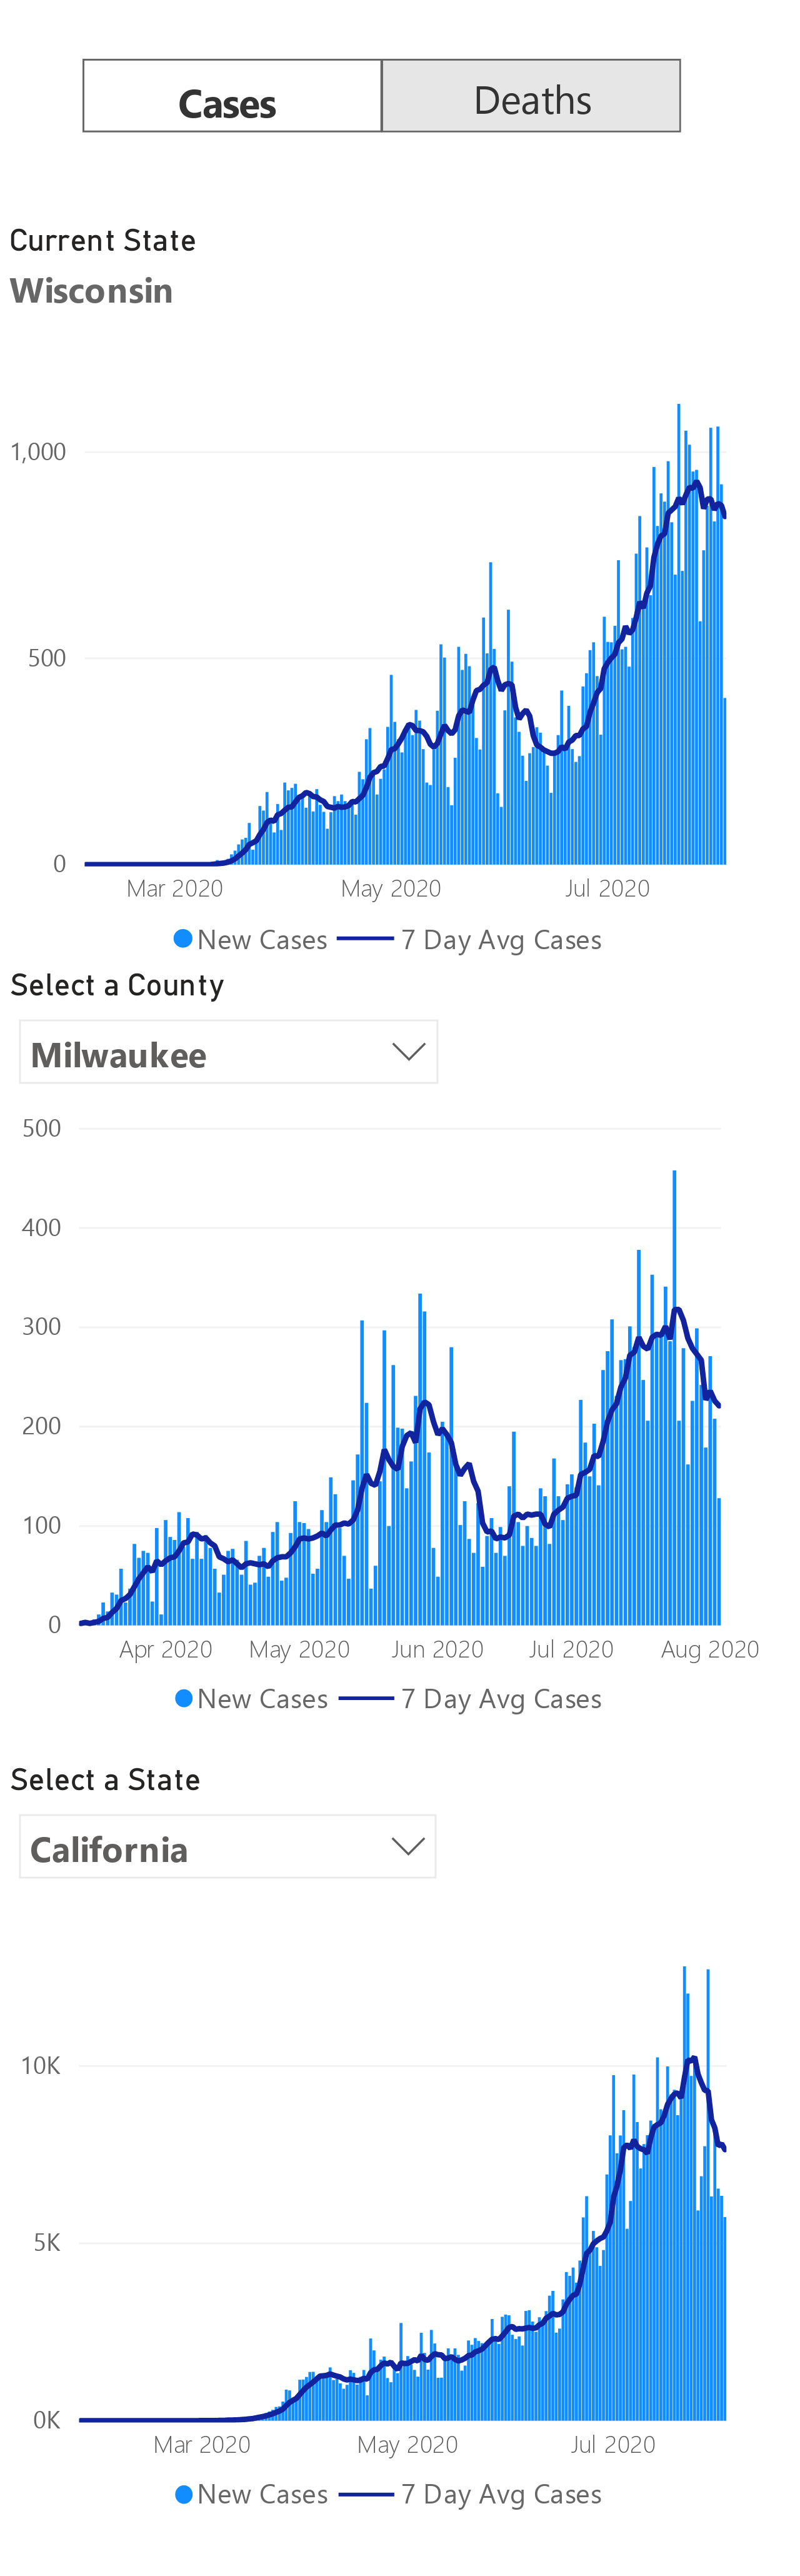 Cases Deaths
Current State
Wisconsin
1,000
500
0
Mar 2020 May 2020 Jul 2020
New Cases 7 Day Avg Cases
Select a County
Milwaukee
500
400
300
200
100
0
Apr 2020 May 2020 Jun 2020 Jul 2020 Aug 2020
New Cases 7 Day Avg Cases
Select a State
California
10K
5K
0K
Mar 2020 May 2020 Jul 2020
New Cases 7 Day Avg Cases